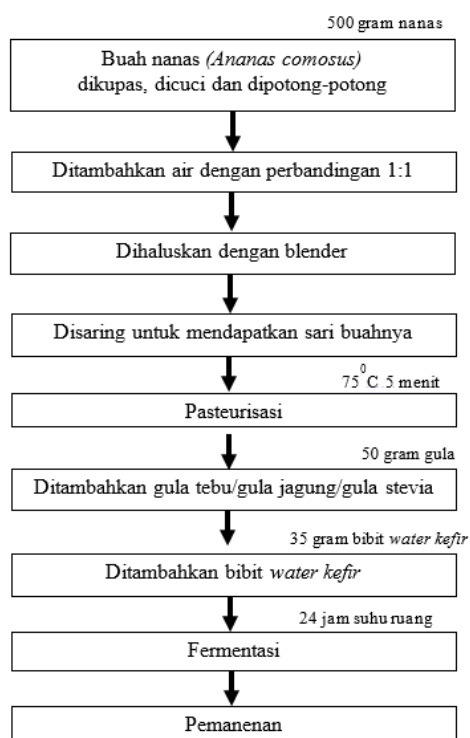 500 gram nanas
Buah nanas (Ananas comosus)
dikupas, dicuci dan dipotong-potong
Ditambahkan air dengan perbandingan 1:1
Dihaluskan dengan blender
Disaring untuk mendapatkan sari buahnya
75⁰C 5 menit
Pasteurisasi
50 gram gula
Ditambahkan gula tebu/gula jagung/gula stevia
35 gram bibit water kefir
Ditambahkan bibit water kefir
24 jam suhu ruang
Fermentasi
Pemanenan